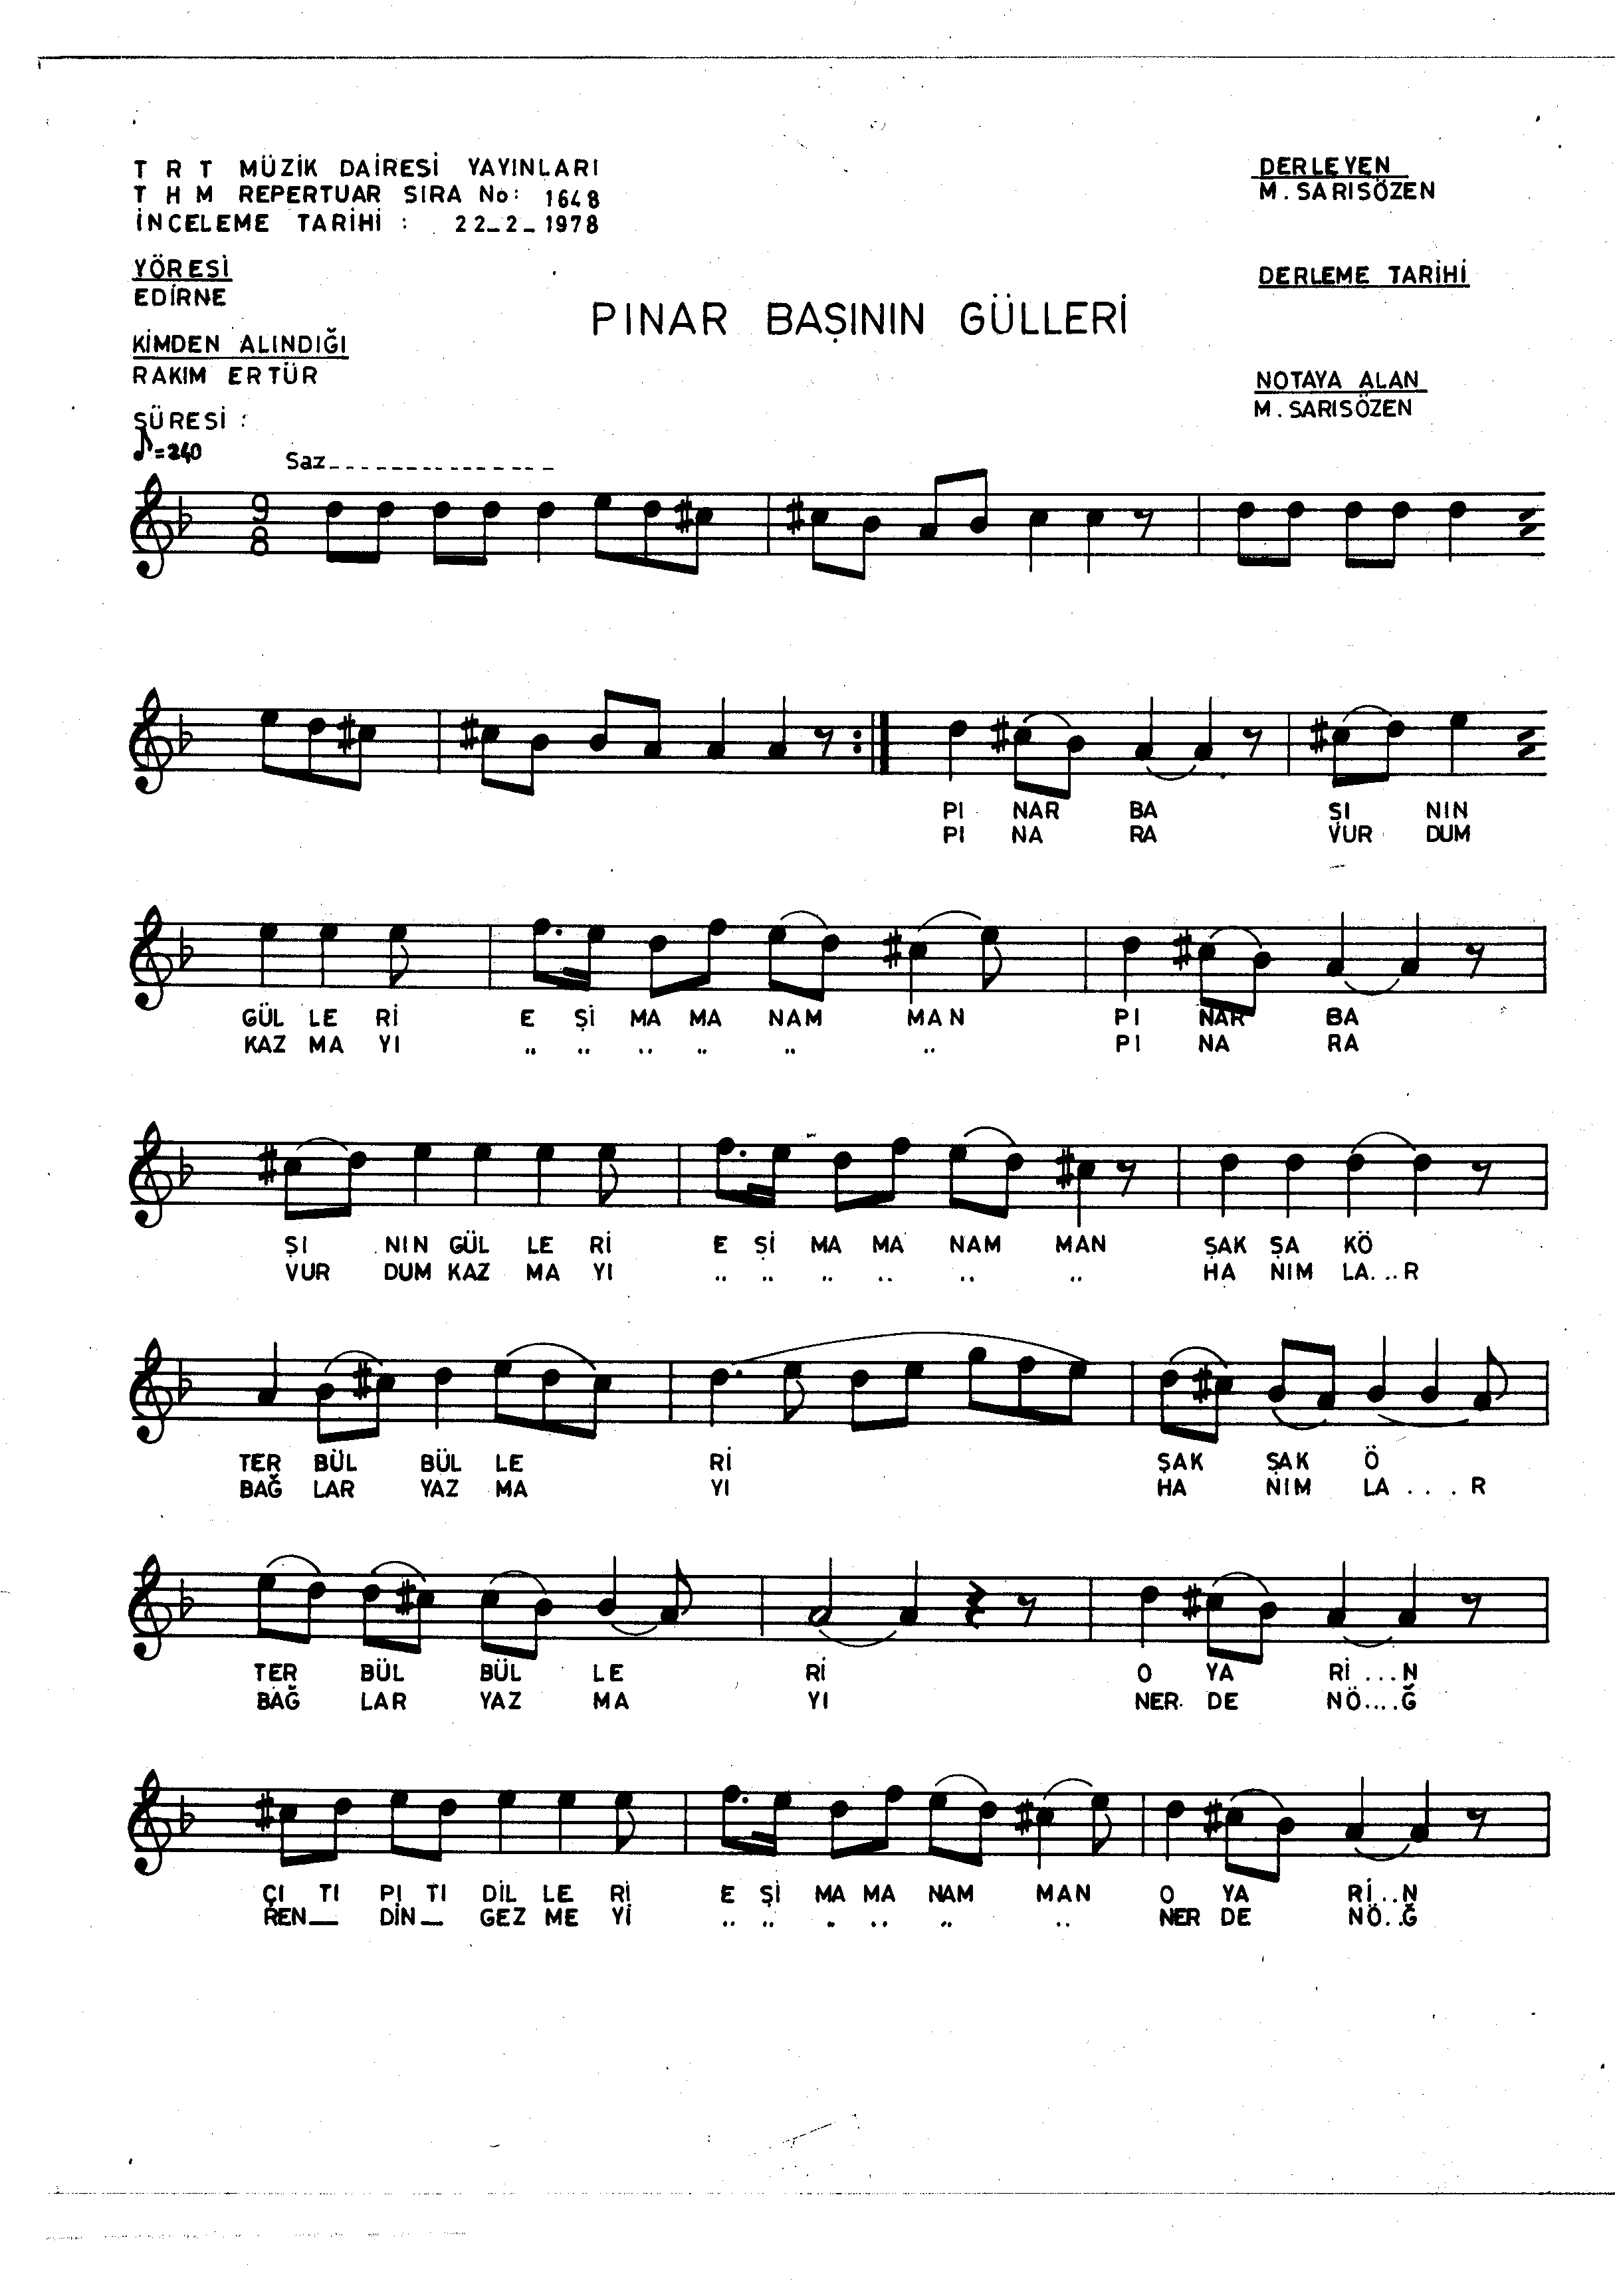 T R T MÜZİK DAİRESİ YAYINLARI
T H M REPERTUAR SIRA No: 1648
İNCELEME TARİHİ : 22_2_1978
DERLEYEN
M. SARISÖZEN
YÖRESİ
EDİRNE
DERLEME TARİHİ
PINAR BAŞININ GÜLLERİ
KİMDEN ALINDIĞI
RAKIM ERTÜR
NOTAYA ALAN
M. SARISÖZEN
SÜRESİ :
♪=240
Saz
9
8
PI NAR BA ŞI NIN
PI NA RA VUR DUM
GÜL LE Rİ E Şİ MA MA NAM MAN PI NAR BA
KAZ MA YI .. .. .. .. .. .. PI NA RA
ŞI NIN GÜL LE Rİ E Şİ MA MA NAM MAN ŞAK ŞA KÖ
VUR DUM KAZ MA YI .. .. .. .. .. .. HA NIM LA...R
TER BÜL BÜL LE Rİ ŞAK ŞAK Ö
BAĞ LAR YAZ MA YI HA NIM LA...R
TER BÜL BÜL LE Rİ O YA Rİ...N
BAĞ LAR YAZ MA YI NER DE NÖ....Ğ
ÇI TI PI TI DİL LE Rİ E Şİ MA MA NAM MAN O YA Rİ..N
REN_ DİN_ GEZ ME Yİ .. .. .. .. .. .. NER DE NÖ..Ğ